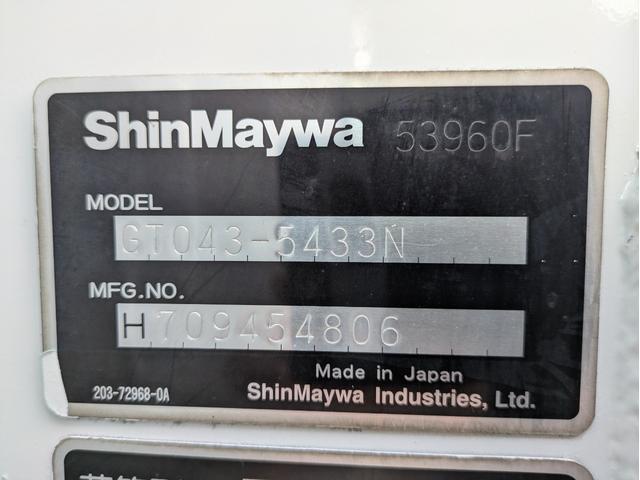 ShinMaywa 53960F
MODEL
GT043-5433N
MFG.NO.
H709454806
Made in Japan
203-72968-0A ShinMaywa Industries, Ltd.